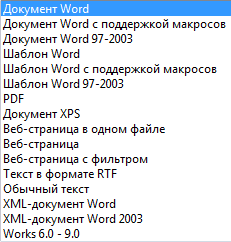 Документ Word
Документ Word с поддержкой макросов
Документ Word 97-2003
Шаблон Word
Шаблон Word с поддержкой макросов
Шаблон Word 97-2003
PDF
Документ XPS
Веб-страница в одном файле
Веб-страница
Веб-страница с фильтром
Текст в формате RTF
Обычный текст
XML-документ Word
XML-документ Word 2003
Works 6.0 - 9.0